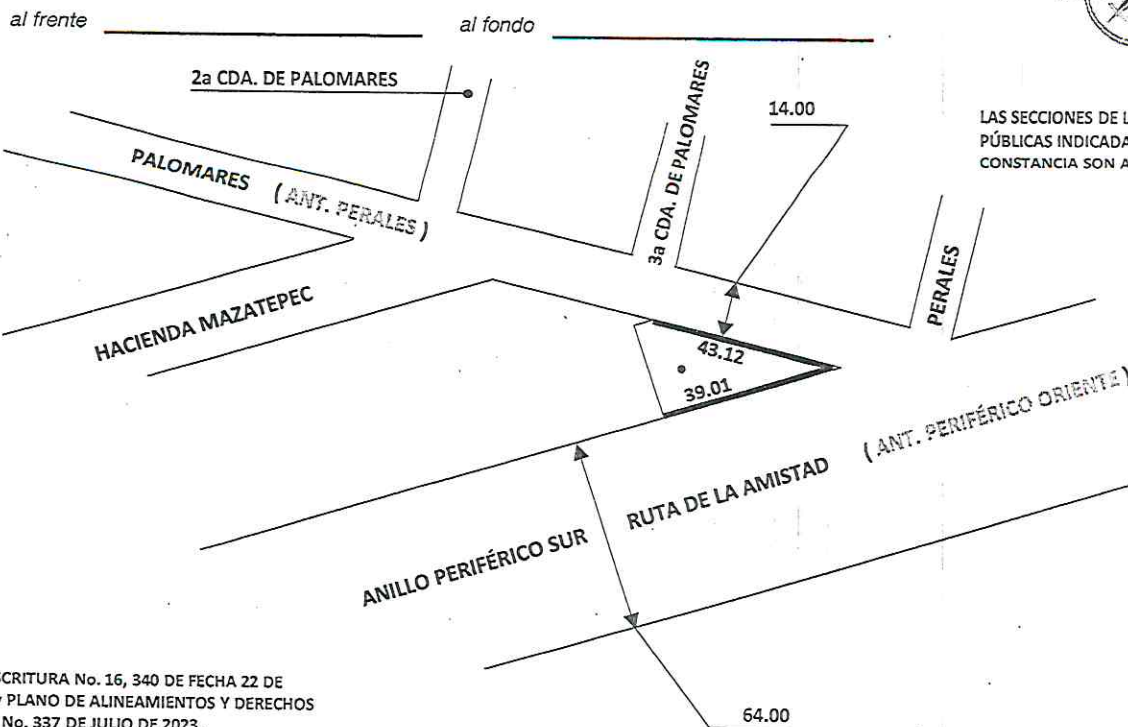 al frente
al fondo
2a CDA. DE PALOMARES
14.00
LAS SECCIONES DE L
PÚBLICAS INDICADA
CONSTANCIA SON A
PALOMARES (ANT. PERALES)
3a CDA. DE PALOMARES
PERALES
HACIENDA MAZATEPEC
43.12
39.01
RUTA DE LA AMISTAD (ANT. PERIFÉRICO ORIENTE)
ANILLO PERIFÉRICO SUR
64.00
SCRITURA No. 16, 340 DE FECHA 22 DE
PLANO DE ALINEAMIENTOS Y DERECHOS
No. 337 DE JULIO DE 2023